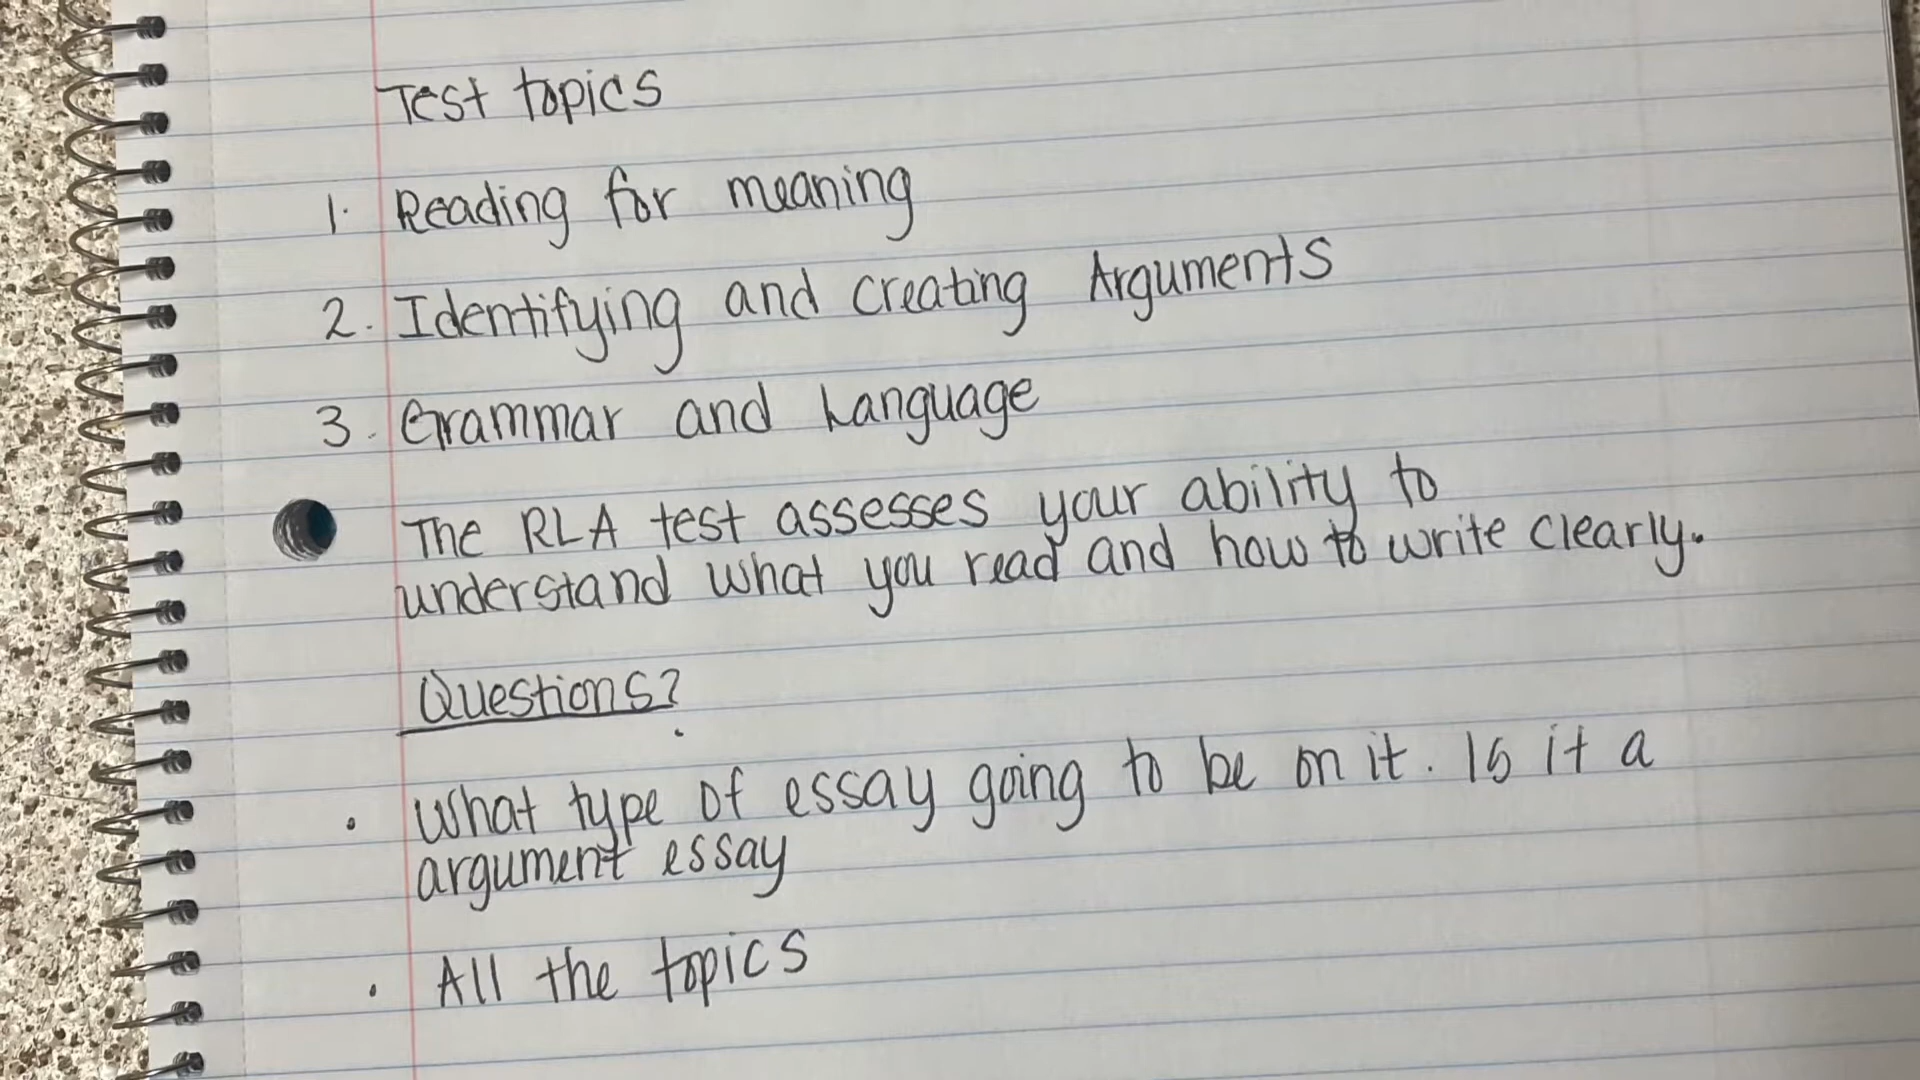 Test topics
1. Reading for meaning
2. Identifying and creating Arguments
3. Grammar and Language
The RLA test assesses your ability to
understand what you read and how to write clearly.
Questions?
. What type of essay going to be on it. Is it a
argument essay
. All the topics